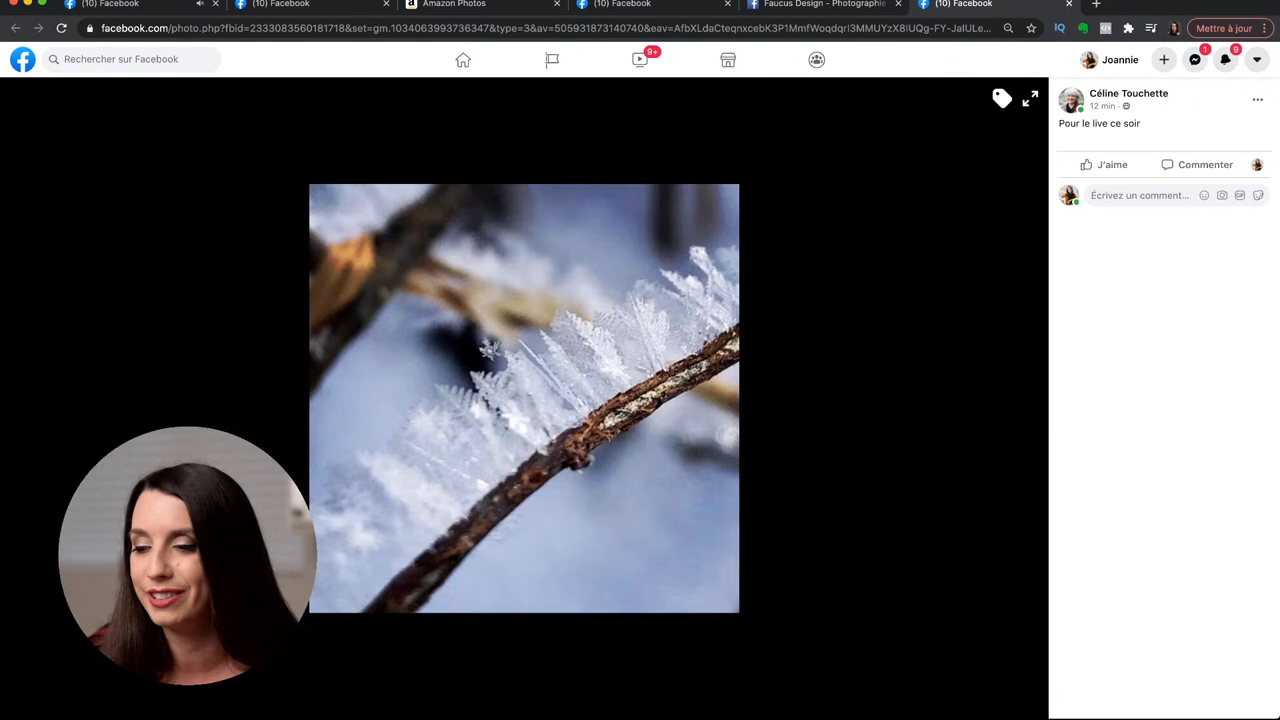 (10) Facebook
(10) Facebook
Amazon Photos
(10) Facebook
Faucus Design - Photographie
(10) Facebook
facebook.com/photo.php?fbid=2333083560181718&set=gm.1034063993736347&type=3&av=505931873140740&eav=AfbXLdaCteqnxcebK3P1MmfWoqdqrI3MMUYzX8IUQg-FY-JaIULe...
Mettre à jour
Rechercher sur Facebook
9+
Joannie
1
9
Céline Touchette
12 min
Pour le live ce soir
J'aime
Commenter
Écrivez un comment...
GIF